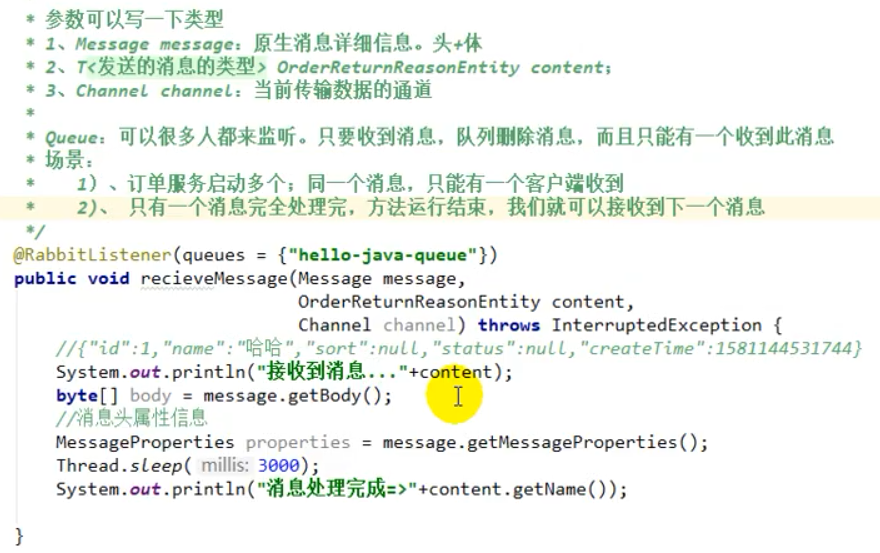 * 参数可以写一下类型
* 1、Message message：原生消息详细信息。头+体
* 2、T<发送的消息的类型> OrderReturnReasonEntity content；
* 3、Channel channel：当前传输数据的通道
*
* Queue：可以很多人都来监听。只要收到消息，队列删除消息，而且只能有一个收到此消息
* 场景：
* 1）、订单服务启动多个；同一个消息，只能有一个客户端收到
* 2)、 只有一个消息完全处理完，方法运行结束，我们就可以接收到下一个消息
*/
@RabbitListener(queues = {"hello-java-queue"})
public void recieveMessage(Message message,
OrderReturnReasonEntity content,
Channel channel) throws InterruptedException {
//{"id":1,"name":"哈哈","sort":null,"status":null,"createTime":1581144531744}
System.out.println("接收到消息..."+content);
byte[] body = message.getBody();
//消息头属性信息
MessageProperties properties = message.getMessageProperties();
Thread.sleep( millis: 3000);
System.out.println("消息处理完成=>"+content.getName());
}